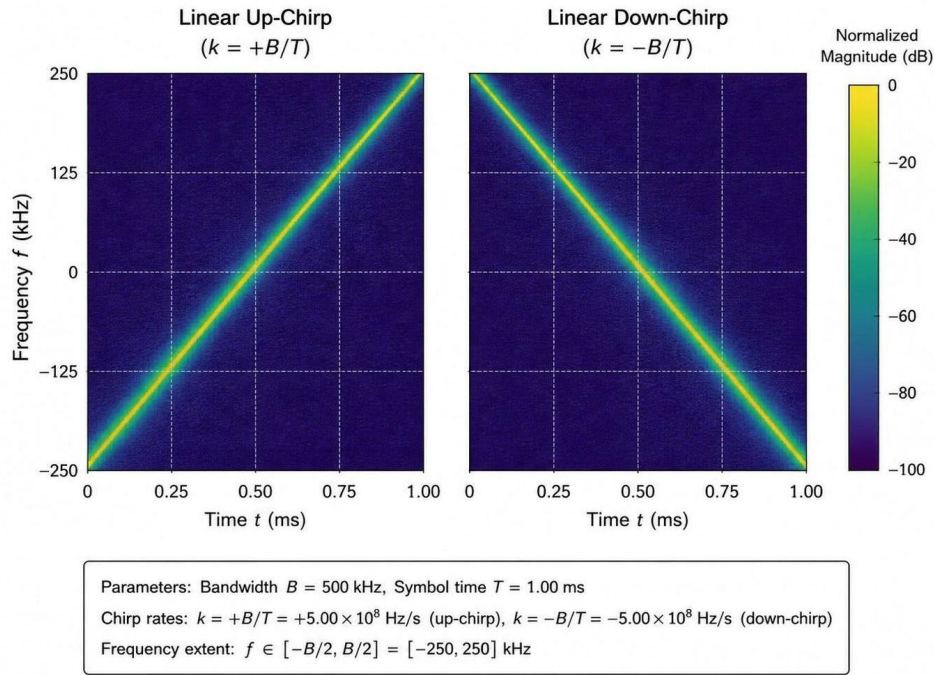 Linear Up-Chirp
(k = +B/T)
Linear Down-Chirp
(k = −B/T)
Normalized
Magnitude (dB)
Frequency f (kHz)
250
125
0
−125
−250
0
0.25
0.50
0.75
1.00
Time t (ms)
0
0.25
0.50
0.75
1.00
Time t (ms)
0
−20
−40
−60
−80
−100
Parameters: Bandwidth B = 500 kHz, Symbol time T = 1.00 ms
Chirp rates: k = +B/T = +5.00 × 10⁸ Hz/s (up-chirp), k = −B/T = −5.00 × 10⁸ Hz/s (down-chirp)
Frequency extent: f ∈ [−B/2, B/2] = [−250, 250] kHz